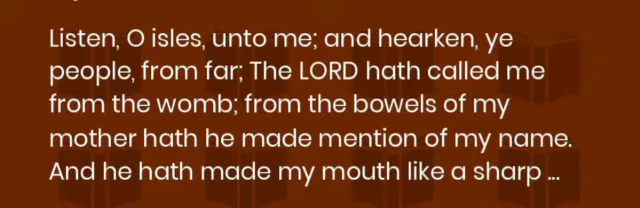 Listen, O isles, unto me; and hearken, ye
people, from far; The LORD hath called me
from the womb; from the bowels of my
mother hath he made mention of my name.
And he hath made my mouth like a sharp ...